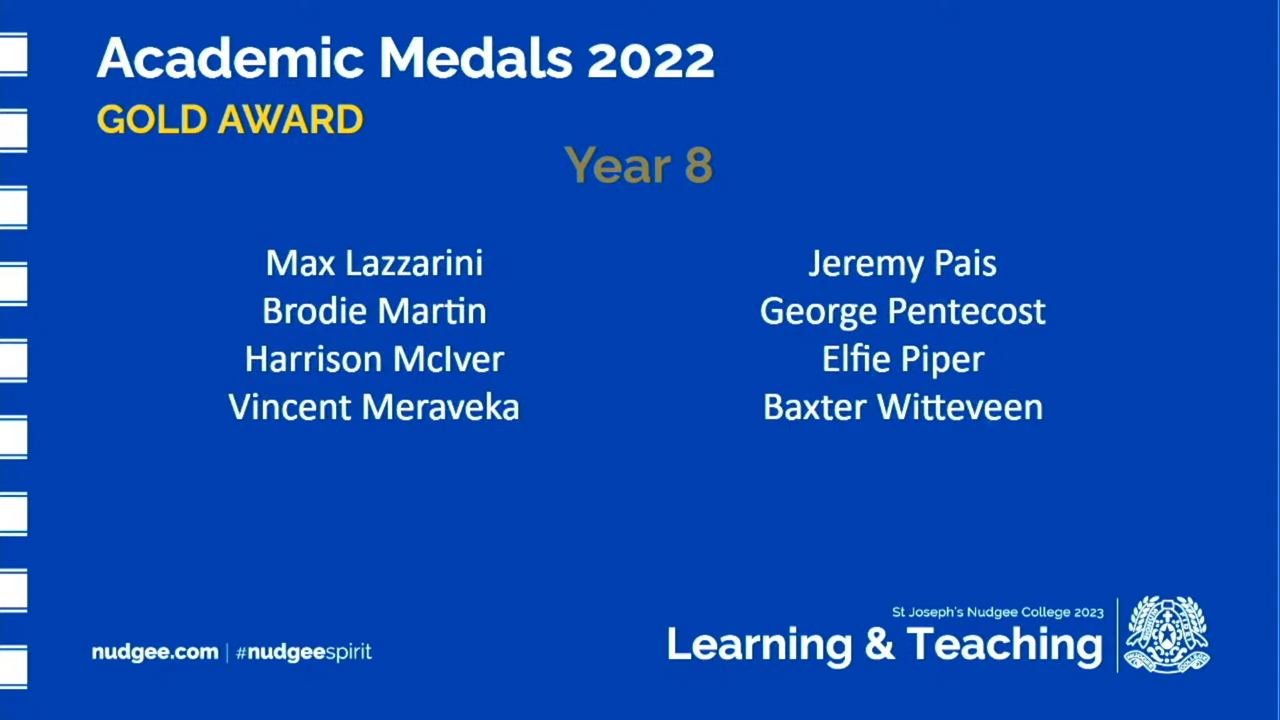 Academic Medals 2022
GOLD AWARD
Year 8
Max Lazzarini
Brodie Martin
Harrison McIver
Vincent Meraveka
Jeremy Pais
George Pentecost
Elfie Piper
Baxter Witteveen
St Joseph's Nudgee College 2023
Learning & Teaching
nudgee.com | #nudgeespirit